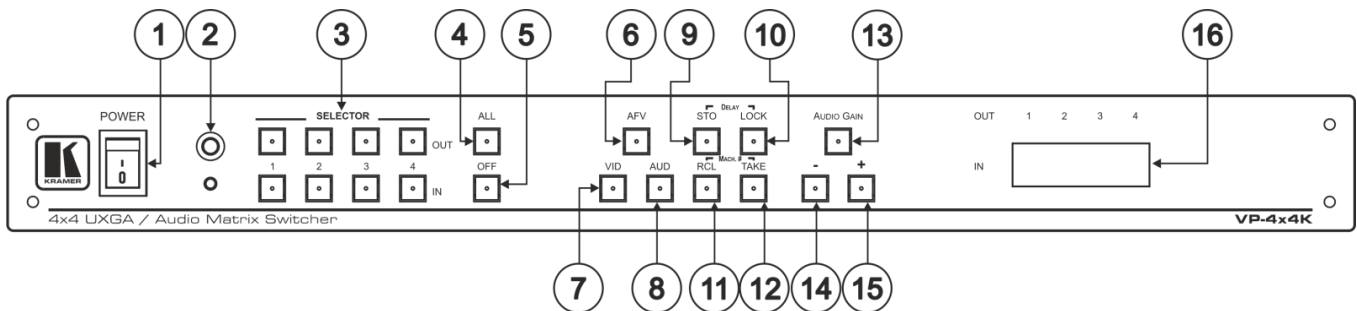 1 2 3 4 5 6 9 10 13 16
POWER
SELECTOR
ALL
AFV
DELAY
STO LOCK
AUDIO GAIN
OUT 1 2 3 4
OUT
K
KRAMER
I
O
1 2 3 4
OFF
VID AUD
MACH. #
RCL TAKE
- +
IN
IN
4x4 UXGA / Audio Matrix Switcher
VP-4x4K
7 8 11 12 14 15